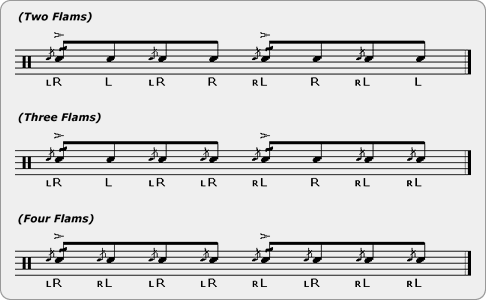 (Two Flams)
LR L LR R RL R RL L
(Three Flams)
LR L LR LR RL R RL RL
(Four Flams)
LR RL LR LR RL LR RL RL